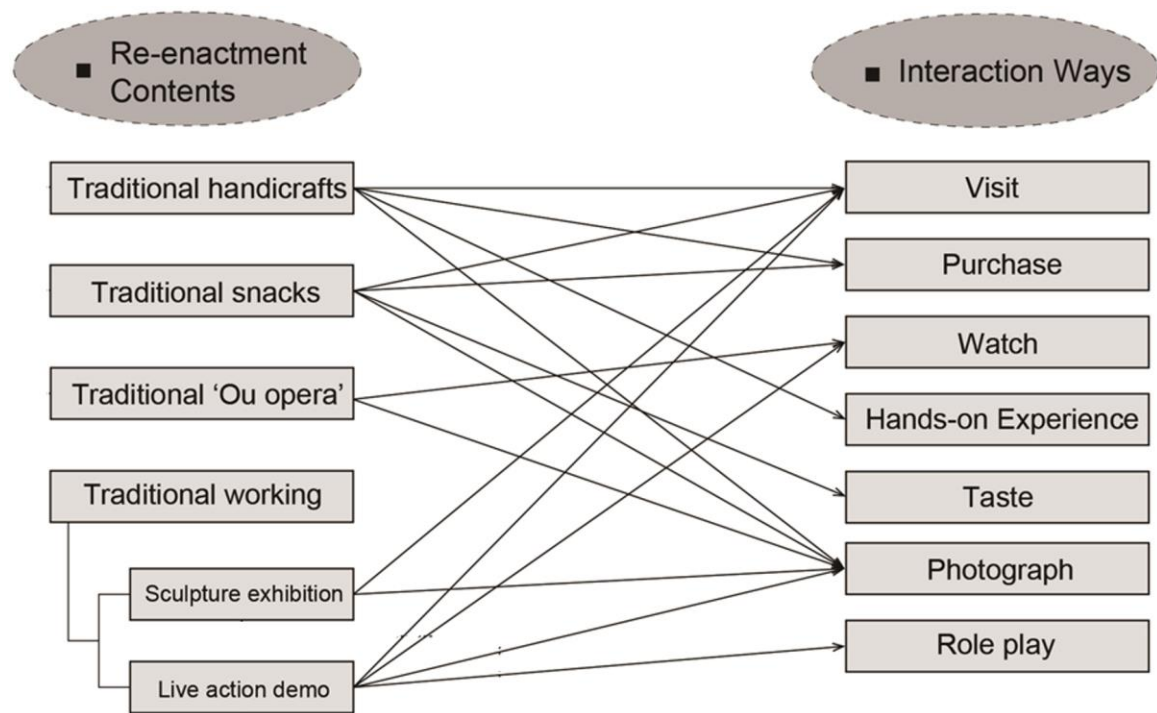 ■ Re-enactment
Contents
■ Interaction Ways
Traditional handicrafts
Traditional snacks
Traditional ‘Ou opera’
Traditional working
Sculpture exhibition
Live action demo
Visit
Purchase
Watch
Hands-on Experience
Taste
Photograph
Role play